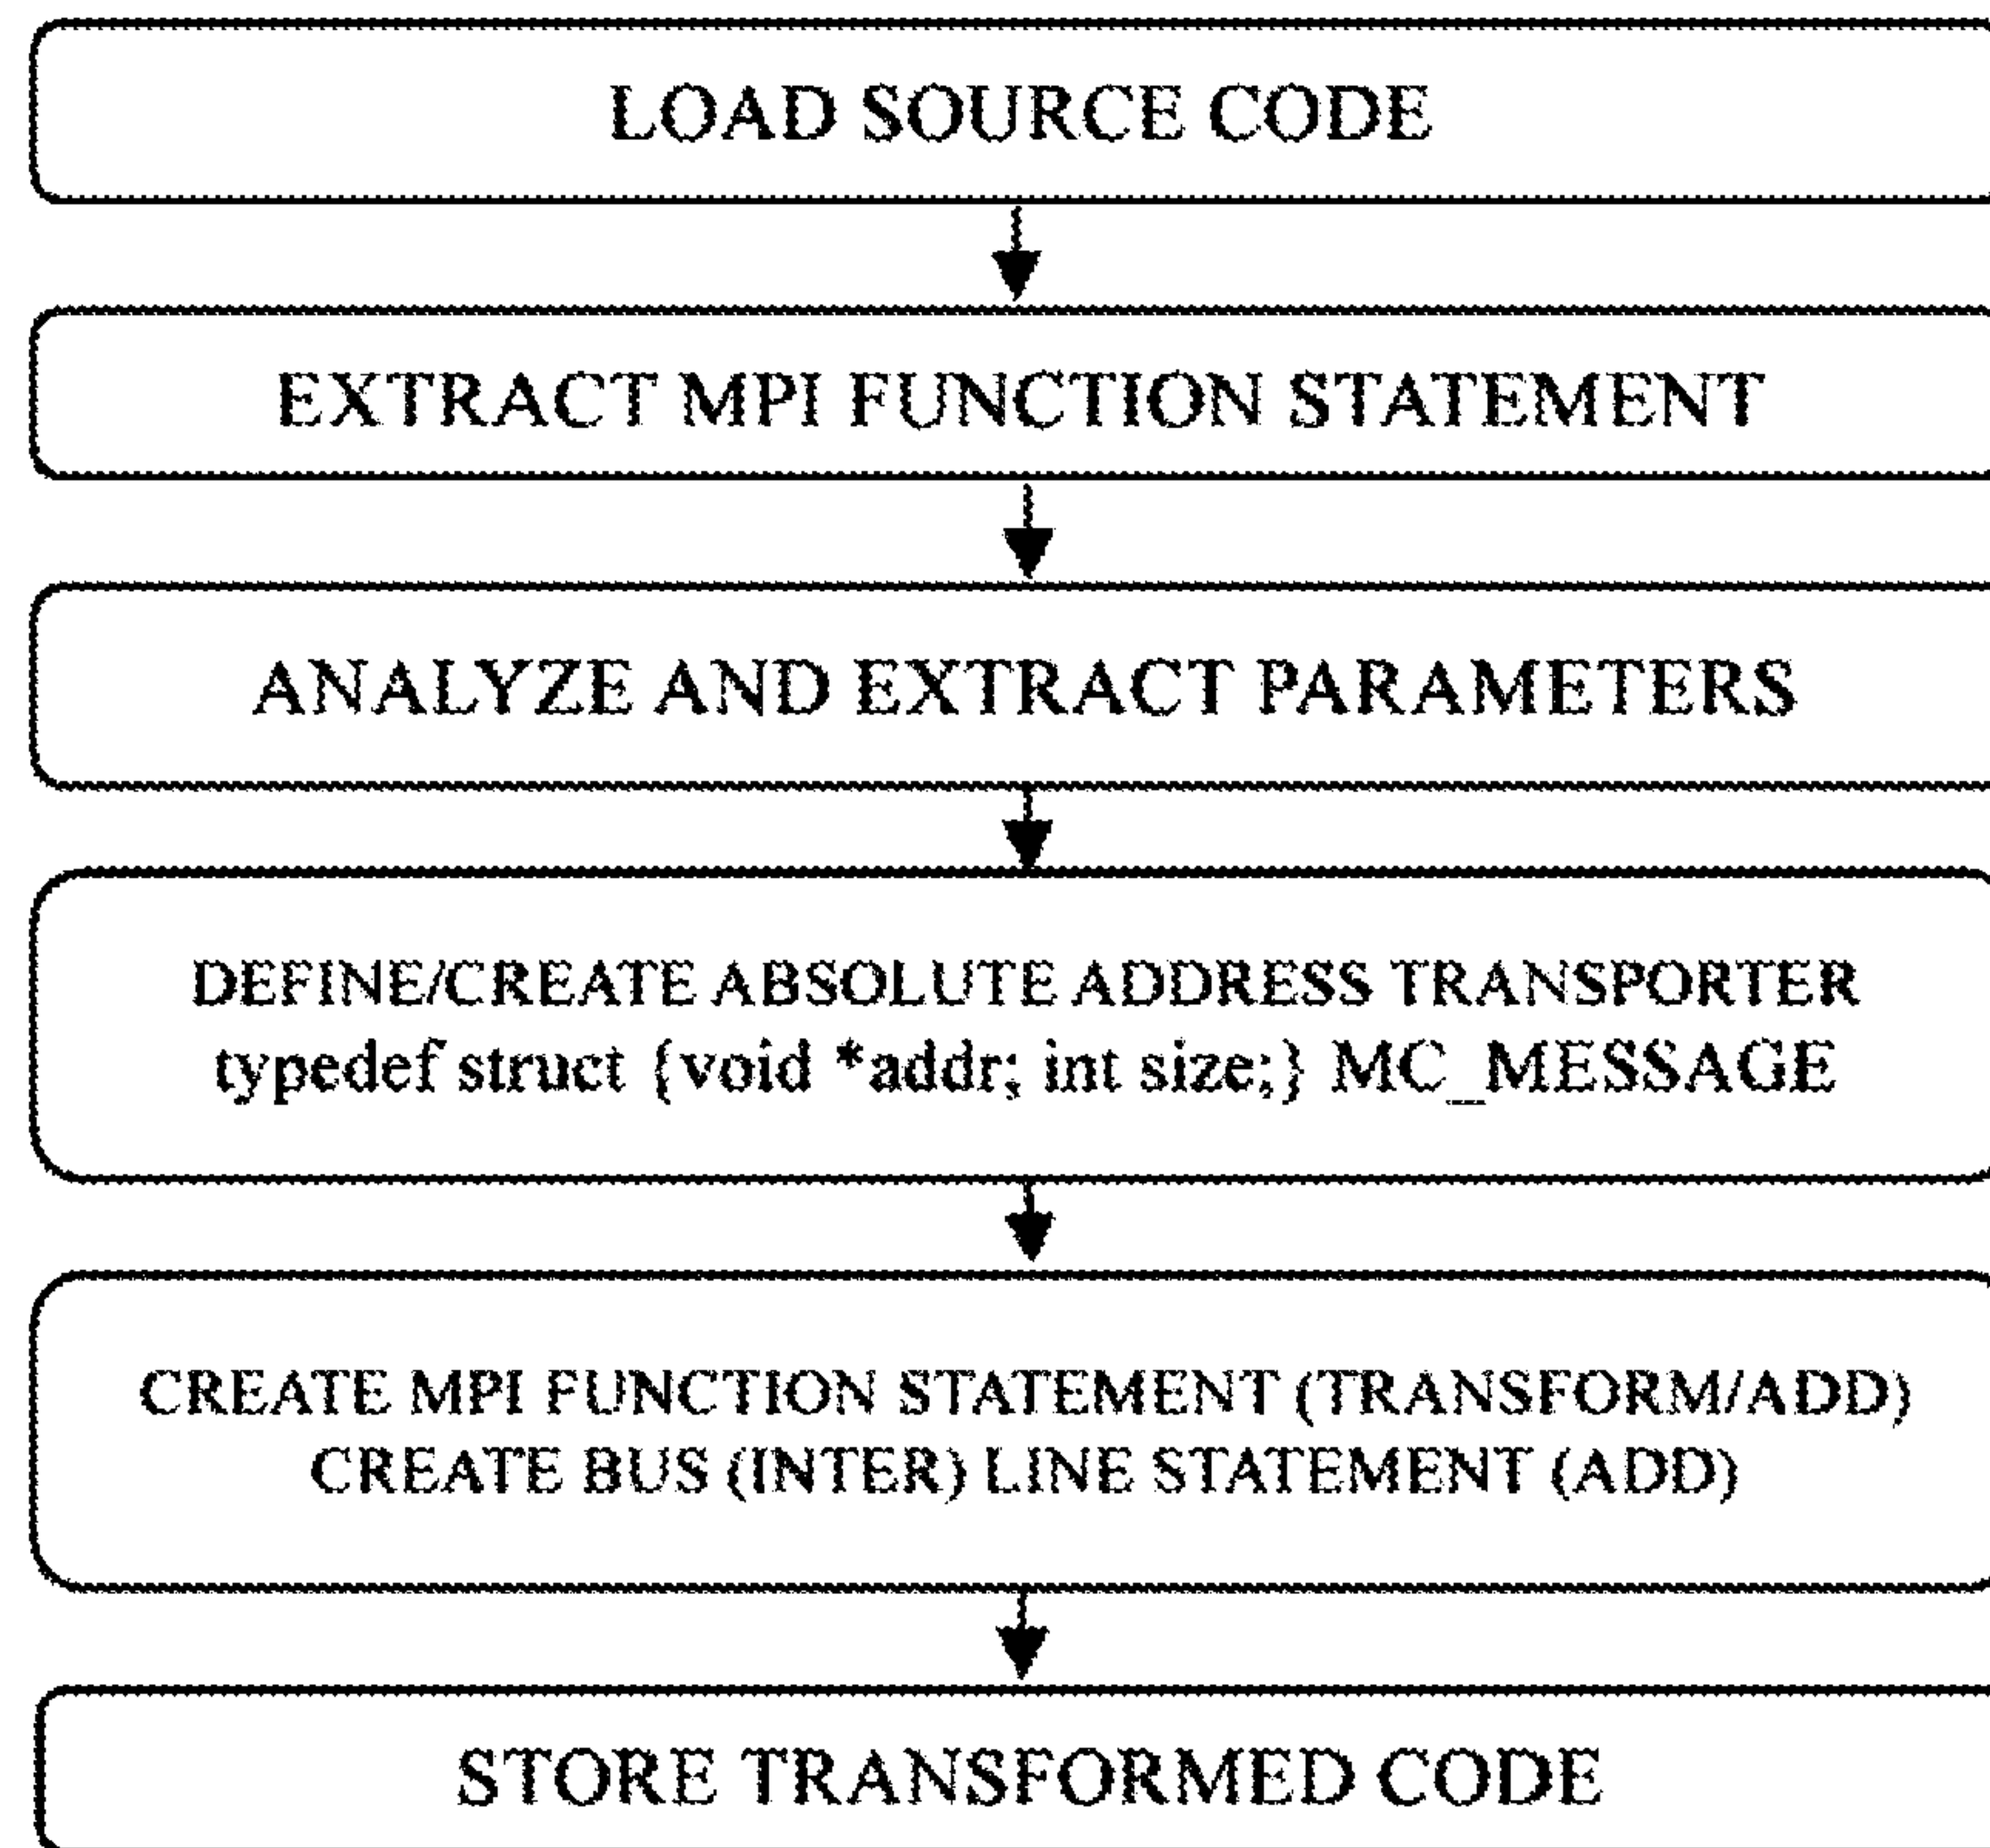 LOAD SOURCE CODE
EXTRACT MPI FUNCTION STATEMENT
ANALYZE AND EXTRACT PARAMETERS
DEFINE/CREATE ABSOLUTE ADDRESS TRANSPORTER
typedef struct {void *addr; int size;} MC_MESSAGE
CREATE MPI FUNCTION STATEMENT (TRANSFORM/ADD)
CREATE BUS (INTER) LINE STATEMENT (ADD)
STORE TRANSFORMED CODE